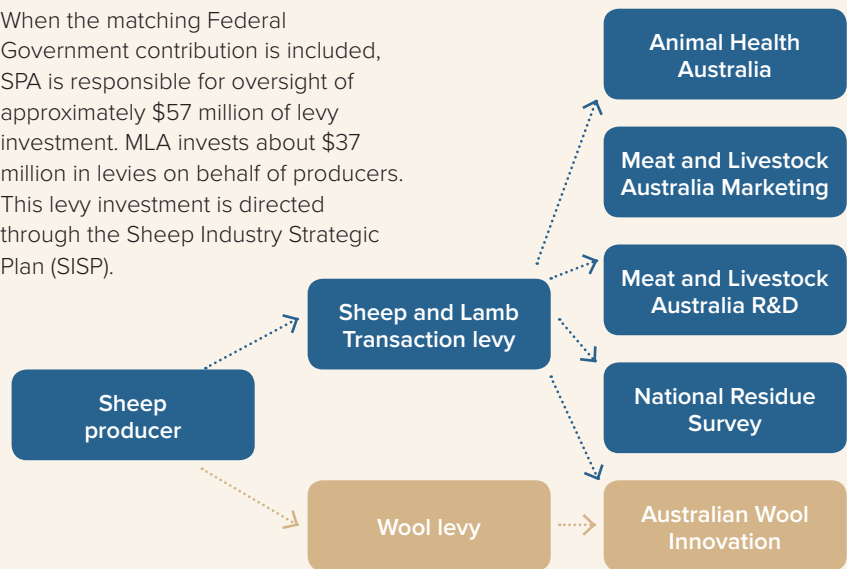 When the matching Federal
Government contribution is included,
SPA is responsible for oversight of
approximately $57 million of levy
investment. MLA invests about $37
million in levies on behalf of producers.
This levy investment is directed
through the Sheep Industry Strategic
Plan (SISP).
Sheep
producer
Sheep and Lamb
Transaction levy
Wool levy
Animal Health
Australia
Meat and Livestock
Australia Marketing
Meat and Livestock
Australia R&D
National Residue
Survey
Australian Wool
Innovation